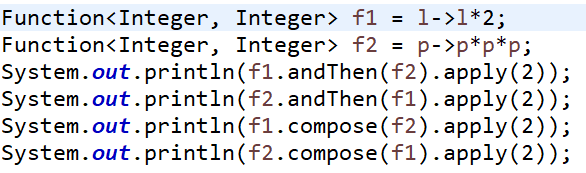 Function<Integer, Integer> f1 = l->l*2;
Function<Integer, Integer> f2 = p->p*p*p;
System.out.println(f1.andThen(f2).apply(2));
System.out.println(f2.andThen(f1).apply(2));
System.out.println(f1.compose(f2).apply(2));
System.out.println(f2.compose(f1).apply(2));